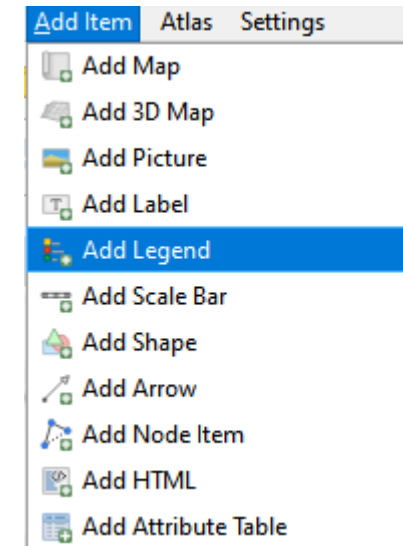 Add Item Atlas Settings
Add Map
Add 3D Map
Add Picture
T Add Label
Add Legend
Add Scale Bar
Add Shape
Add Arrow
Add Node Item
Add HTML
Add Attribute Table